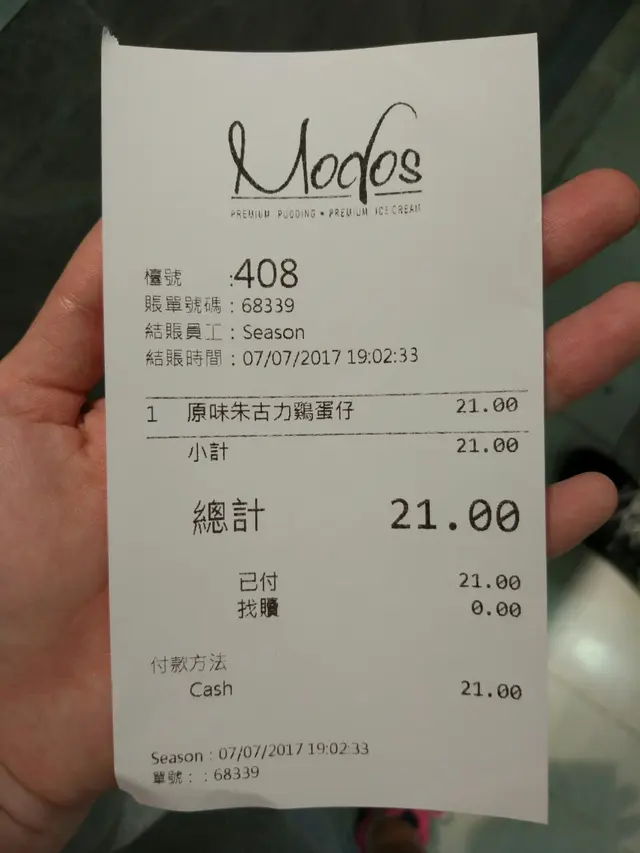 Modos
PREMIUM PUDDING • PREMIUM ICE CREAM
檯號 :408
賬單號碼：68339
結賬員工：Season
結賬時間：07/07/2017 19:02:33
1 原味朱古力鷄蛋仔 21.00
小計 21.00
總計 21.00
已付 21.00
找贖 0.00
付款方法
Cash 21.00
Season：07/07/2017 19:02:33
單號：：68339